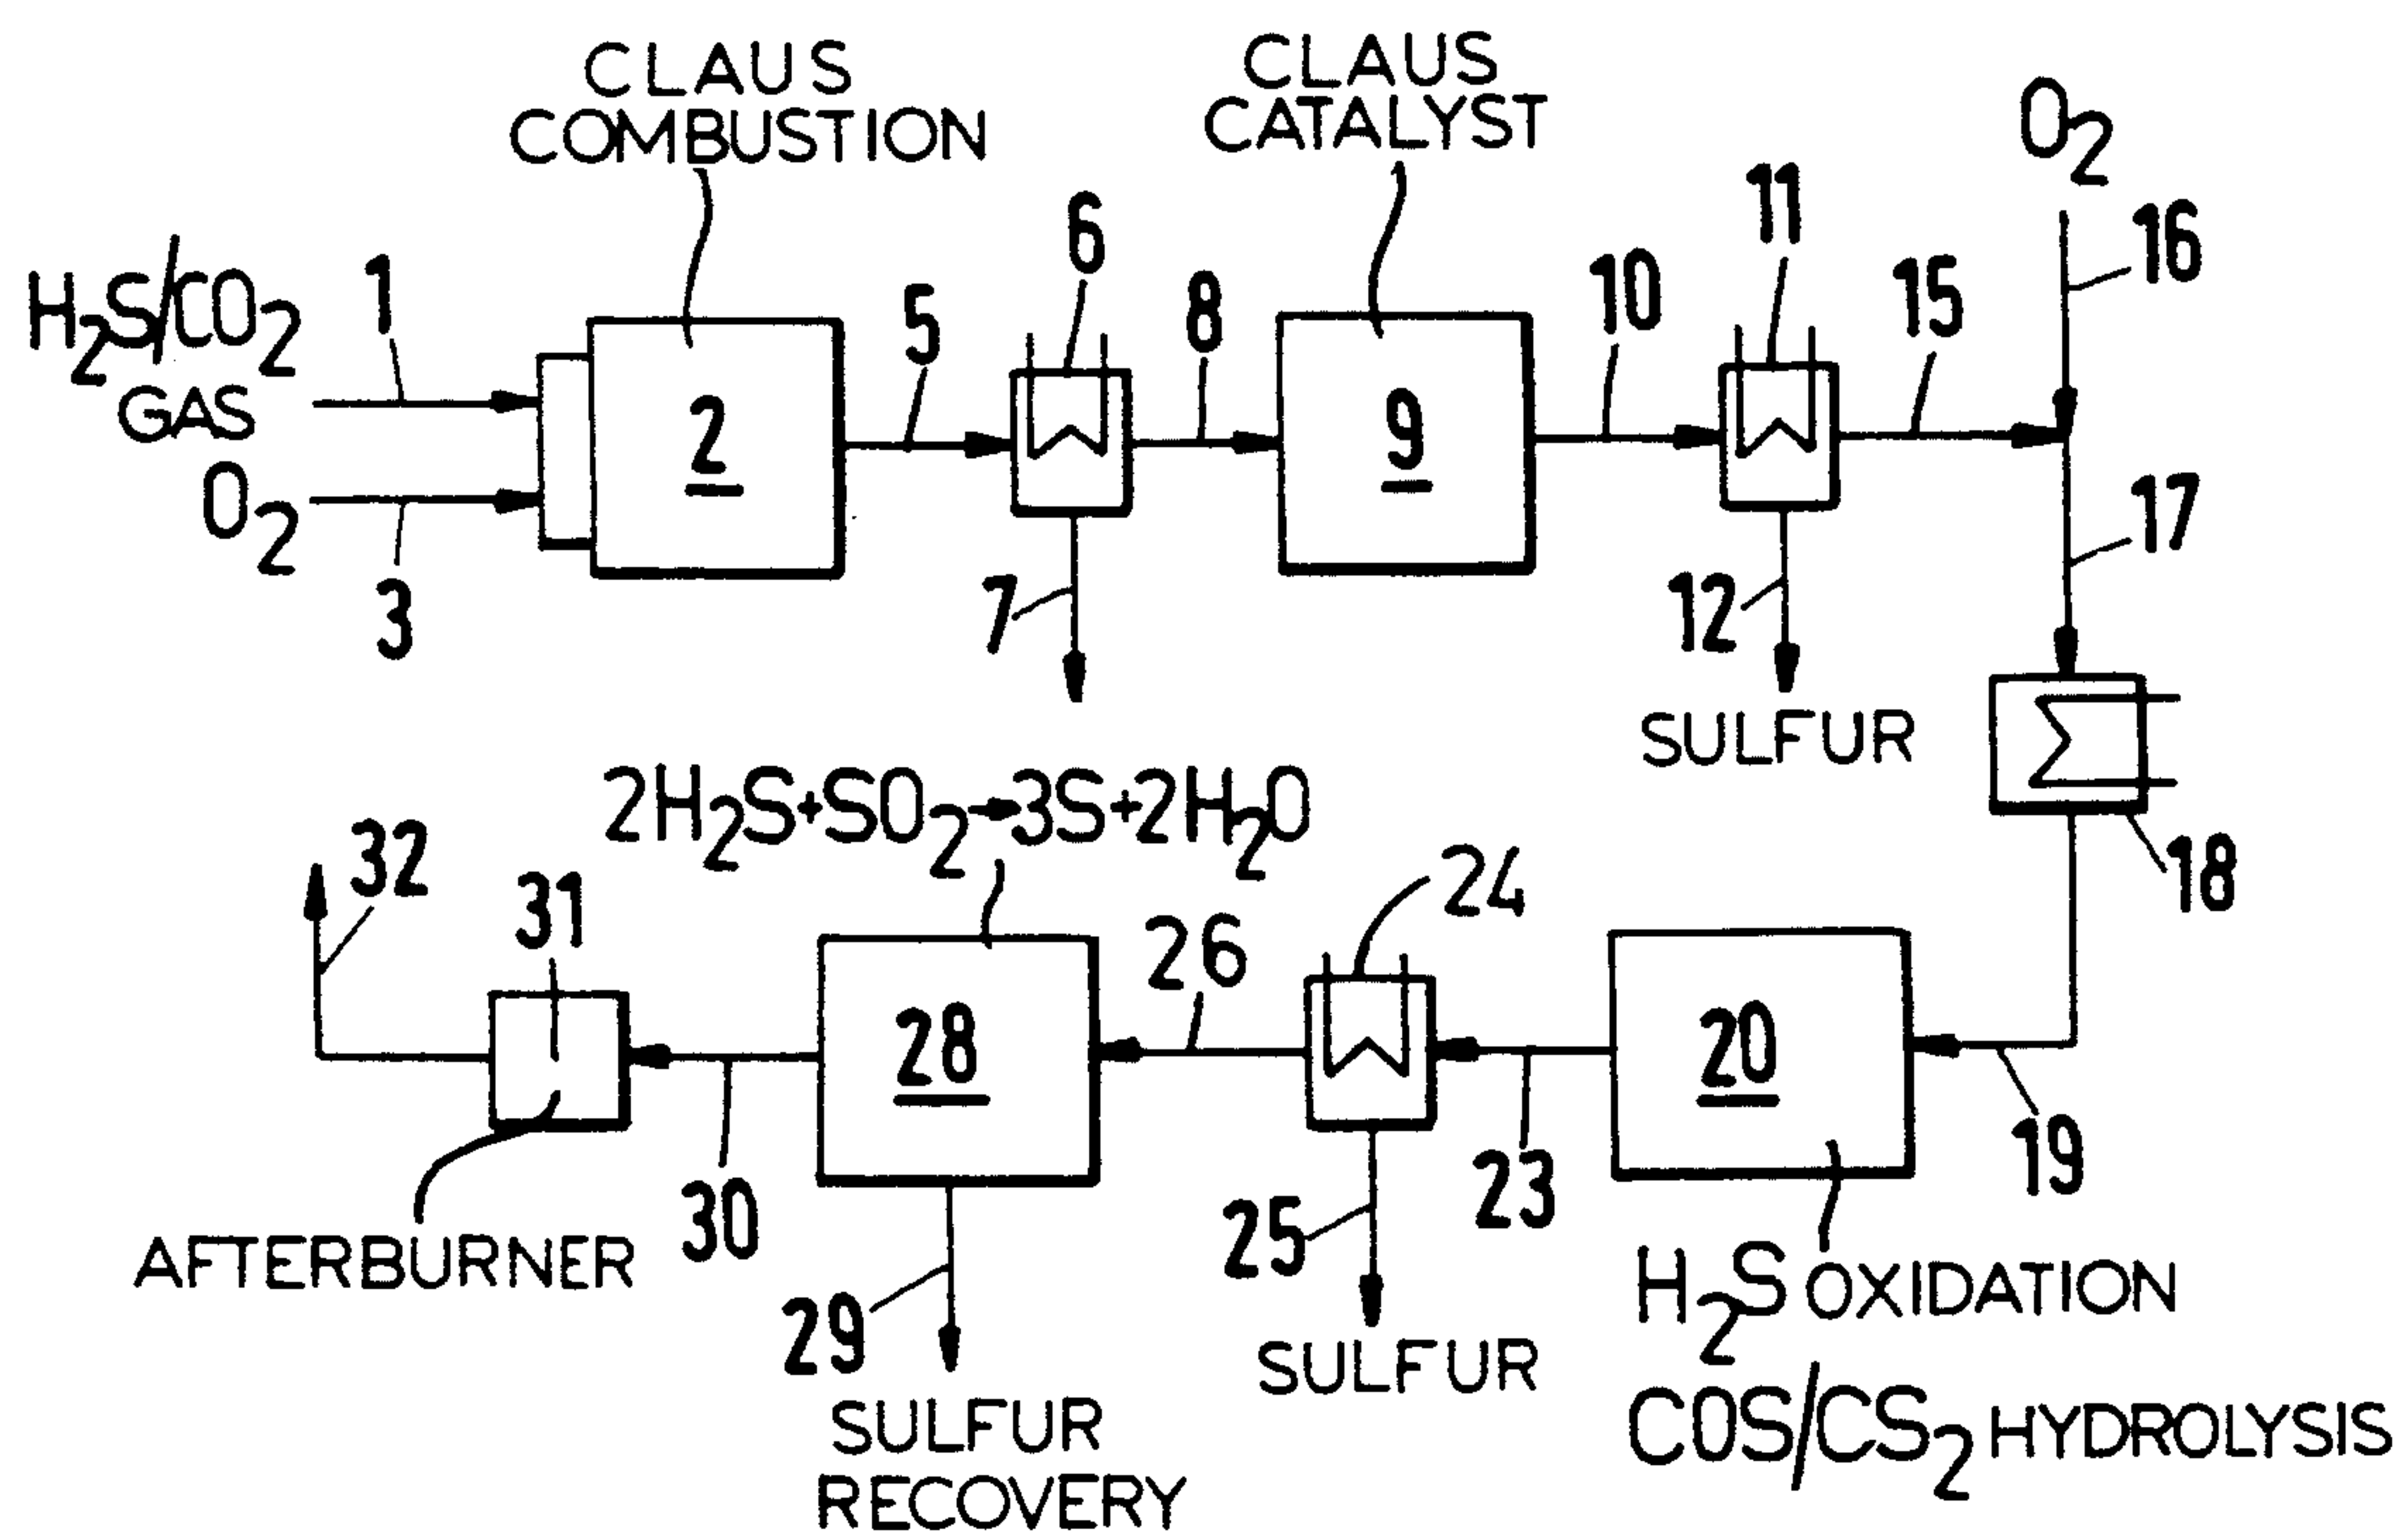 CLAUS
COMBUSTION
CLAUS
CATALYST
O2
H2S/CO2
GAS
O2
1
3
2
5
6
7
8
9
10
11
12
SULFUR
15
16
17
18
2H2S+SO2→3S+2H2O
32
31
AFTERBURNER
30
28
29
SULFUR
RECOVERY
26
24
25
SULFUR
23
20
19
H2S OXIDATION
COS/CS2 HYDROLYSIS